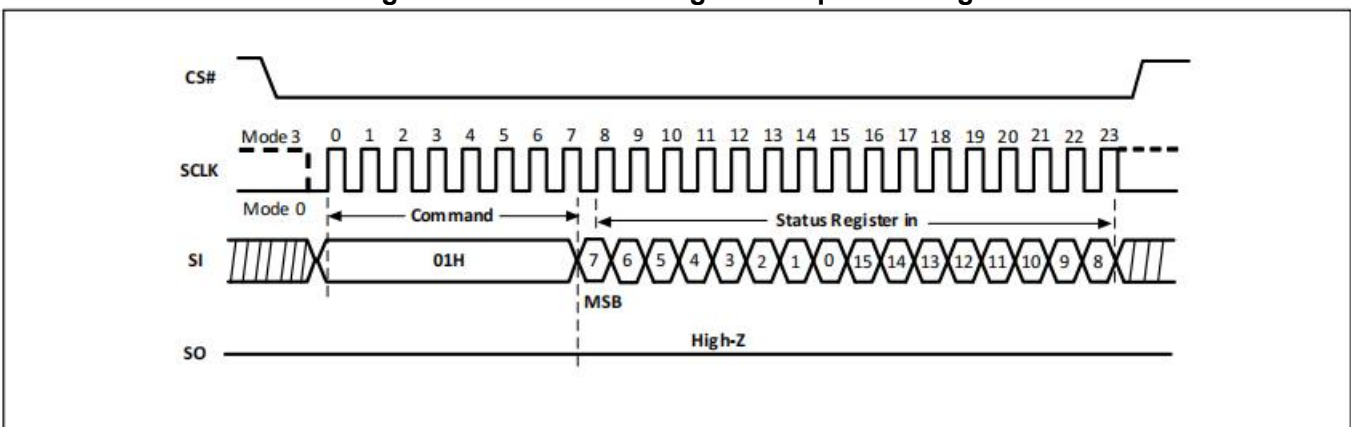 CS#
Mode 3
0 1 2 3 4 5 6 7 8 9 10 11 12 13 14 15 16 17 18 19 20 21 22 23
SCLK
Mode 0
Command
Status Register in
SI
01H
7 6 5 4 3 2 1 0 15 14 13 12 11 10 9 8
MSB
High-Z
SO